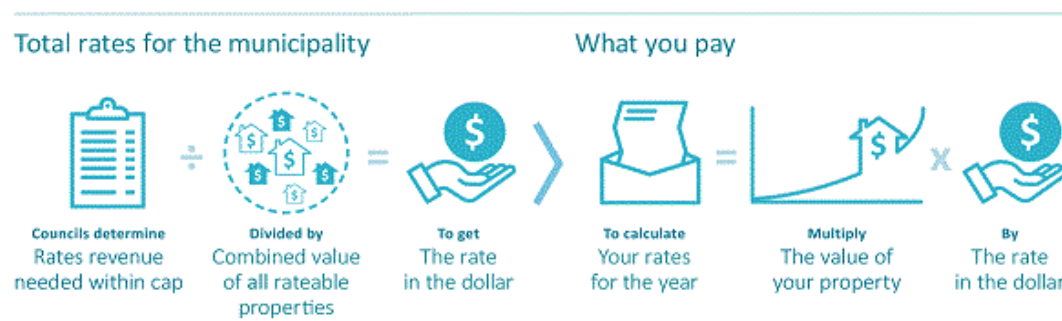 Total rates for the municipality
What you pay
$
$
$
$
$
$
$
÷
=
$
=
$
x
$
Councils determine
Rates revenue
needed within cap
Divided by
Combined value
of all rateable
properties
To get
The rate
in the dollar
To calculate
Your rates
for the year
Multiply
The value of
your property
By
The rate
in the dollar